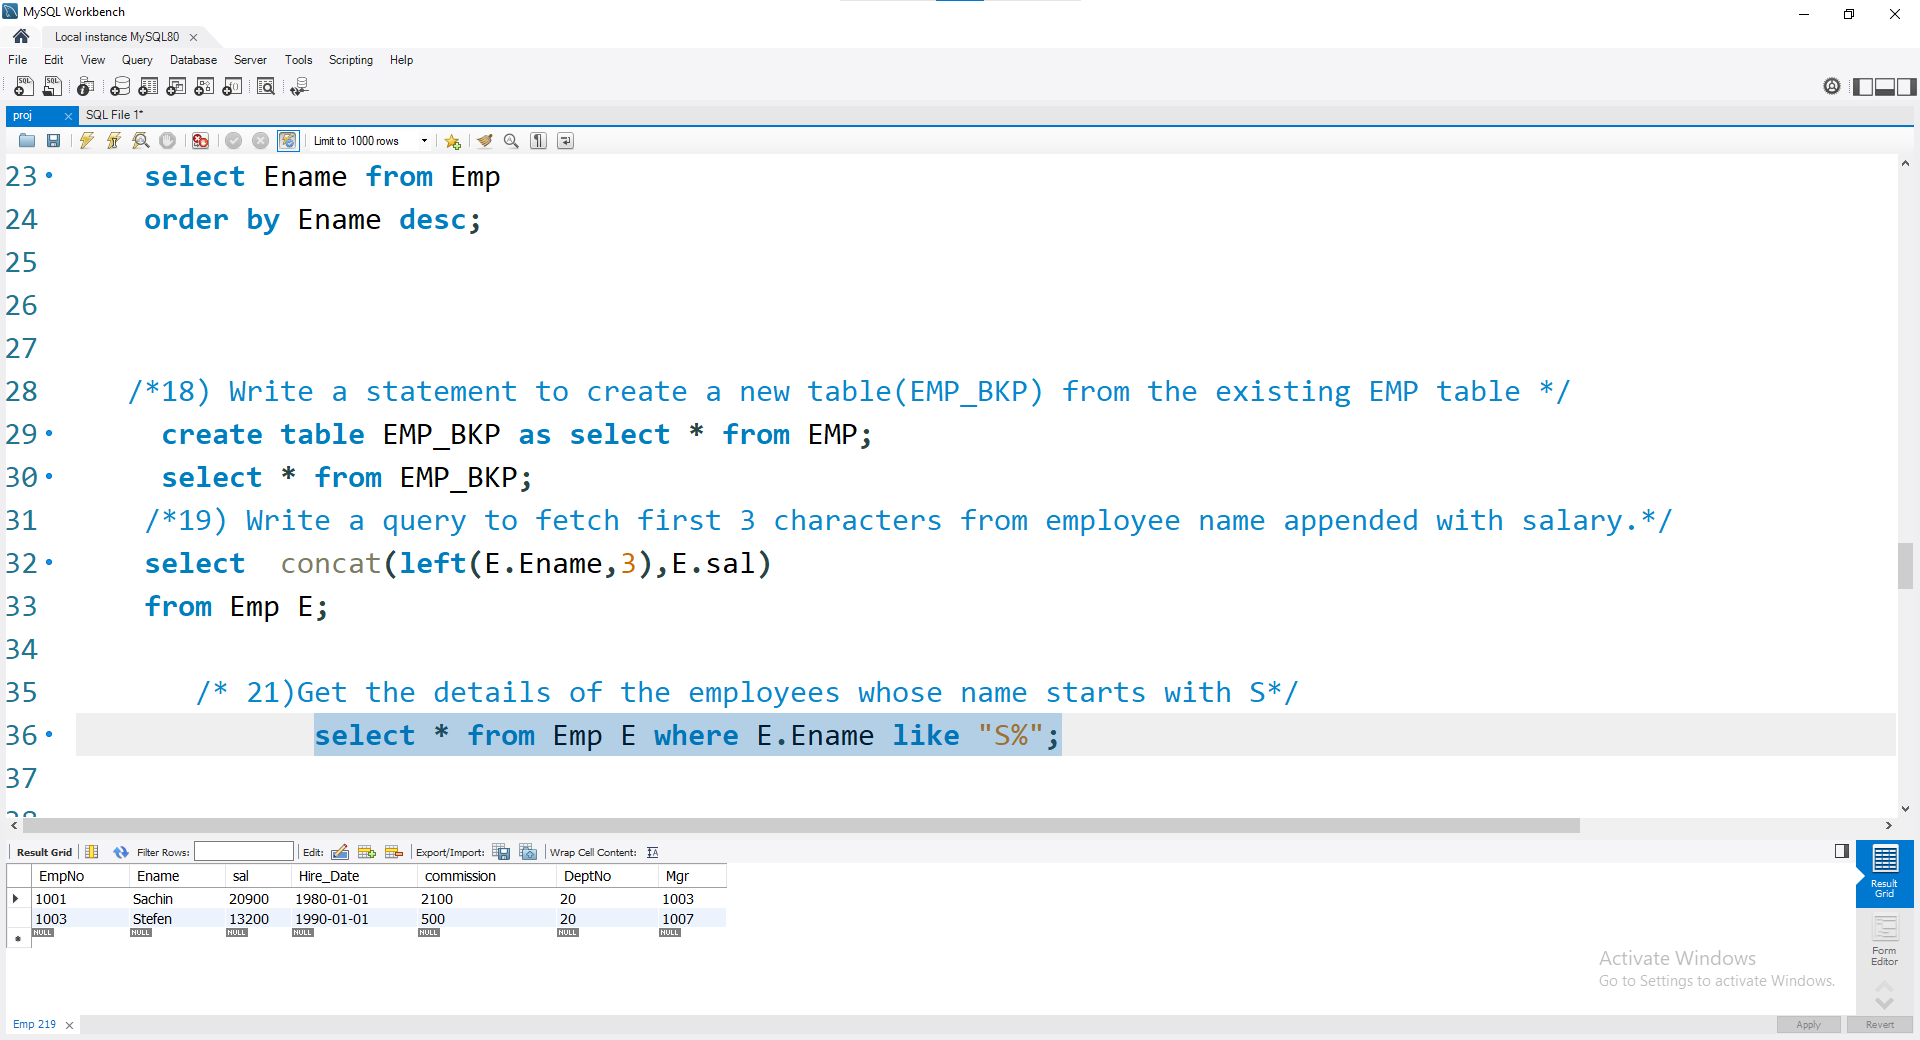 MySQL Workbench
Local instance MySQL80
File Edit View Query Database Server Tools Scripting Help
proj SQL File 1*
Limit to 1000 rows
23 select Ename from Emp
24 order by Ename desc;
25
26
27
28 /*18) Write a statement to create a new table(EMP_BKP) from the existing EMP table */
29 create table EMP_BKP as select * from EMP;
30 select * from EMP_BKP;
31 /*19) Write a query to fetch first 3 characters from employee name appended with salary.*/
32 select concat(left(E.Ename,3),E.sal)
33 from Emp E;
34
35 /* 21)Get the details of the employees whose name starts with S*/
36 select * from Emp E where E.Ename like "S%";
37
Result Grid Filter Rows: Edit: Export/Import: Wrap Cell Content:
EmpNo Ename sal Hire_Date commission DeptNo Mgr
1001 Sachin 20900 1980-01-01 2100 20 1003
1003 Stefen 13200 1990-01-01 500 20 1007
NULL NULL NULL NULL NULL NULL NULL
Result
Grid
Form
Editor
Activate Windows
Go to Settings to activate Windows.
Emp 219
Apply Revert